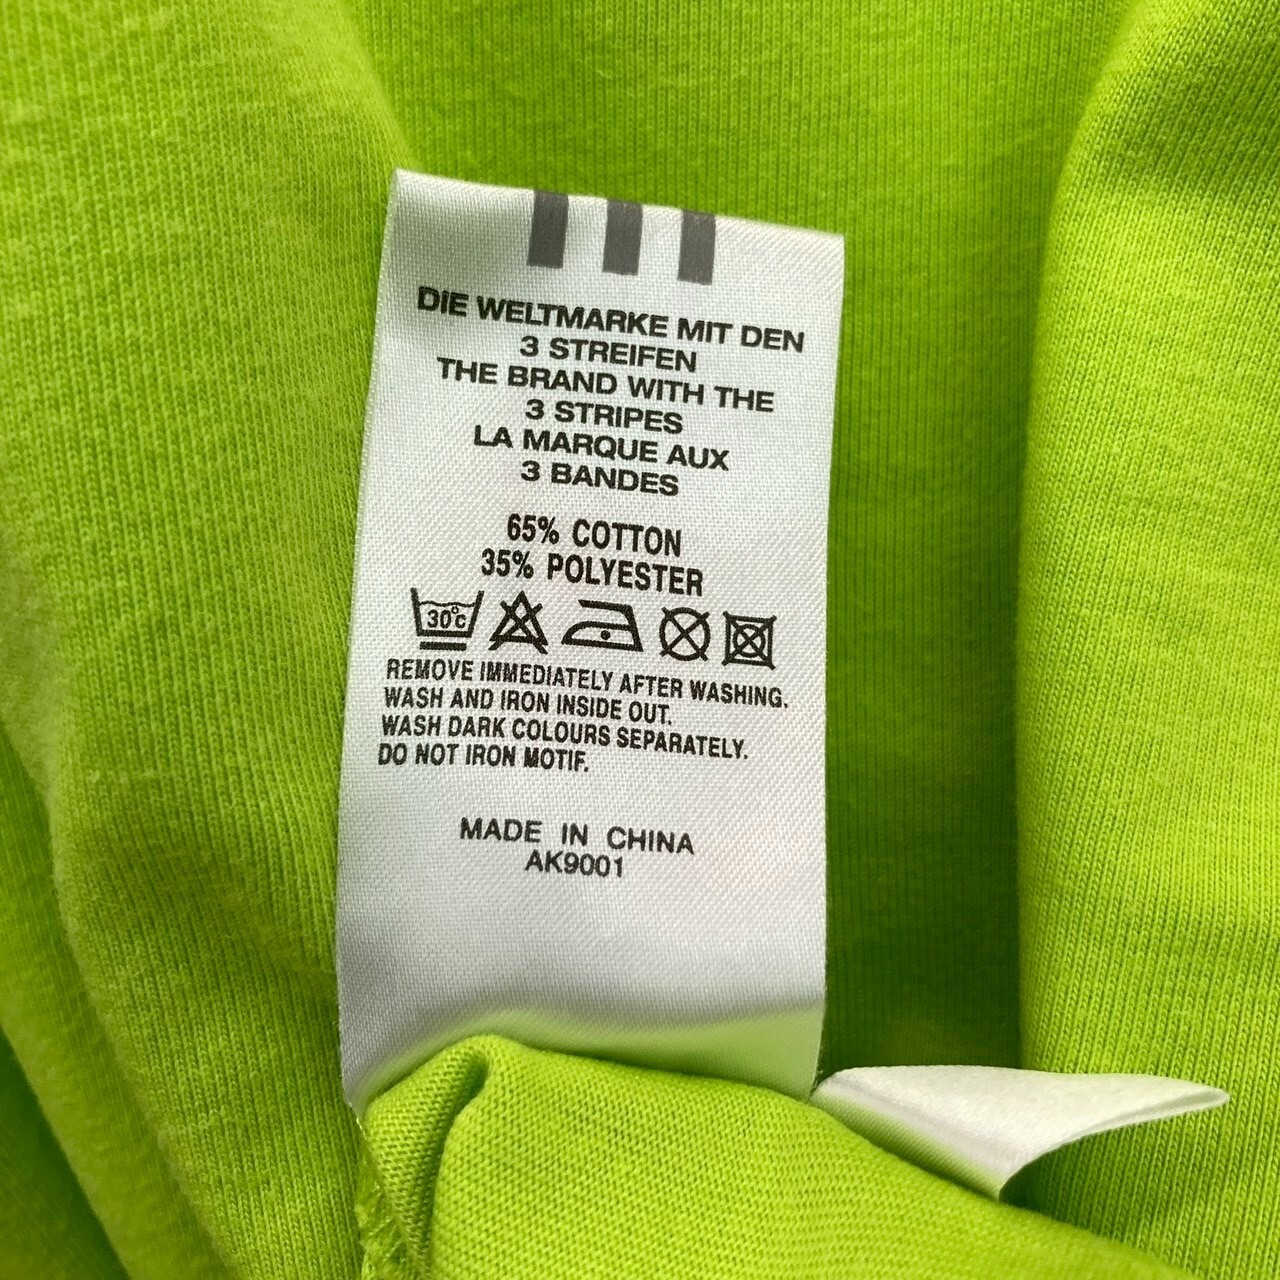 DIE WELTMARKE MIT DEN
3 STREIFEN
THE BRAND WITH THE
3 STRIPES
LA MARQUE AUX
3 BANDES
65% COTTON
35% POLYESTER
30°c
REMOVE IMMEDIATELY AFTER WASHING.
WASH AND IRON INSIDE OUT.
WASH DARK COLOURS SEPARATELY.
DO NOT IRON MOTIF.
MADE IN CHINA
AK9001